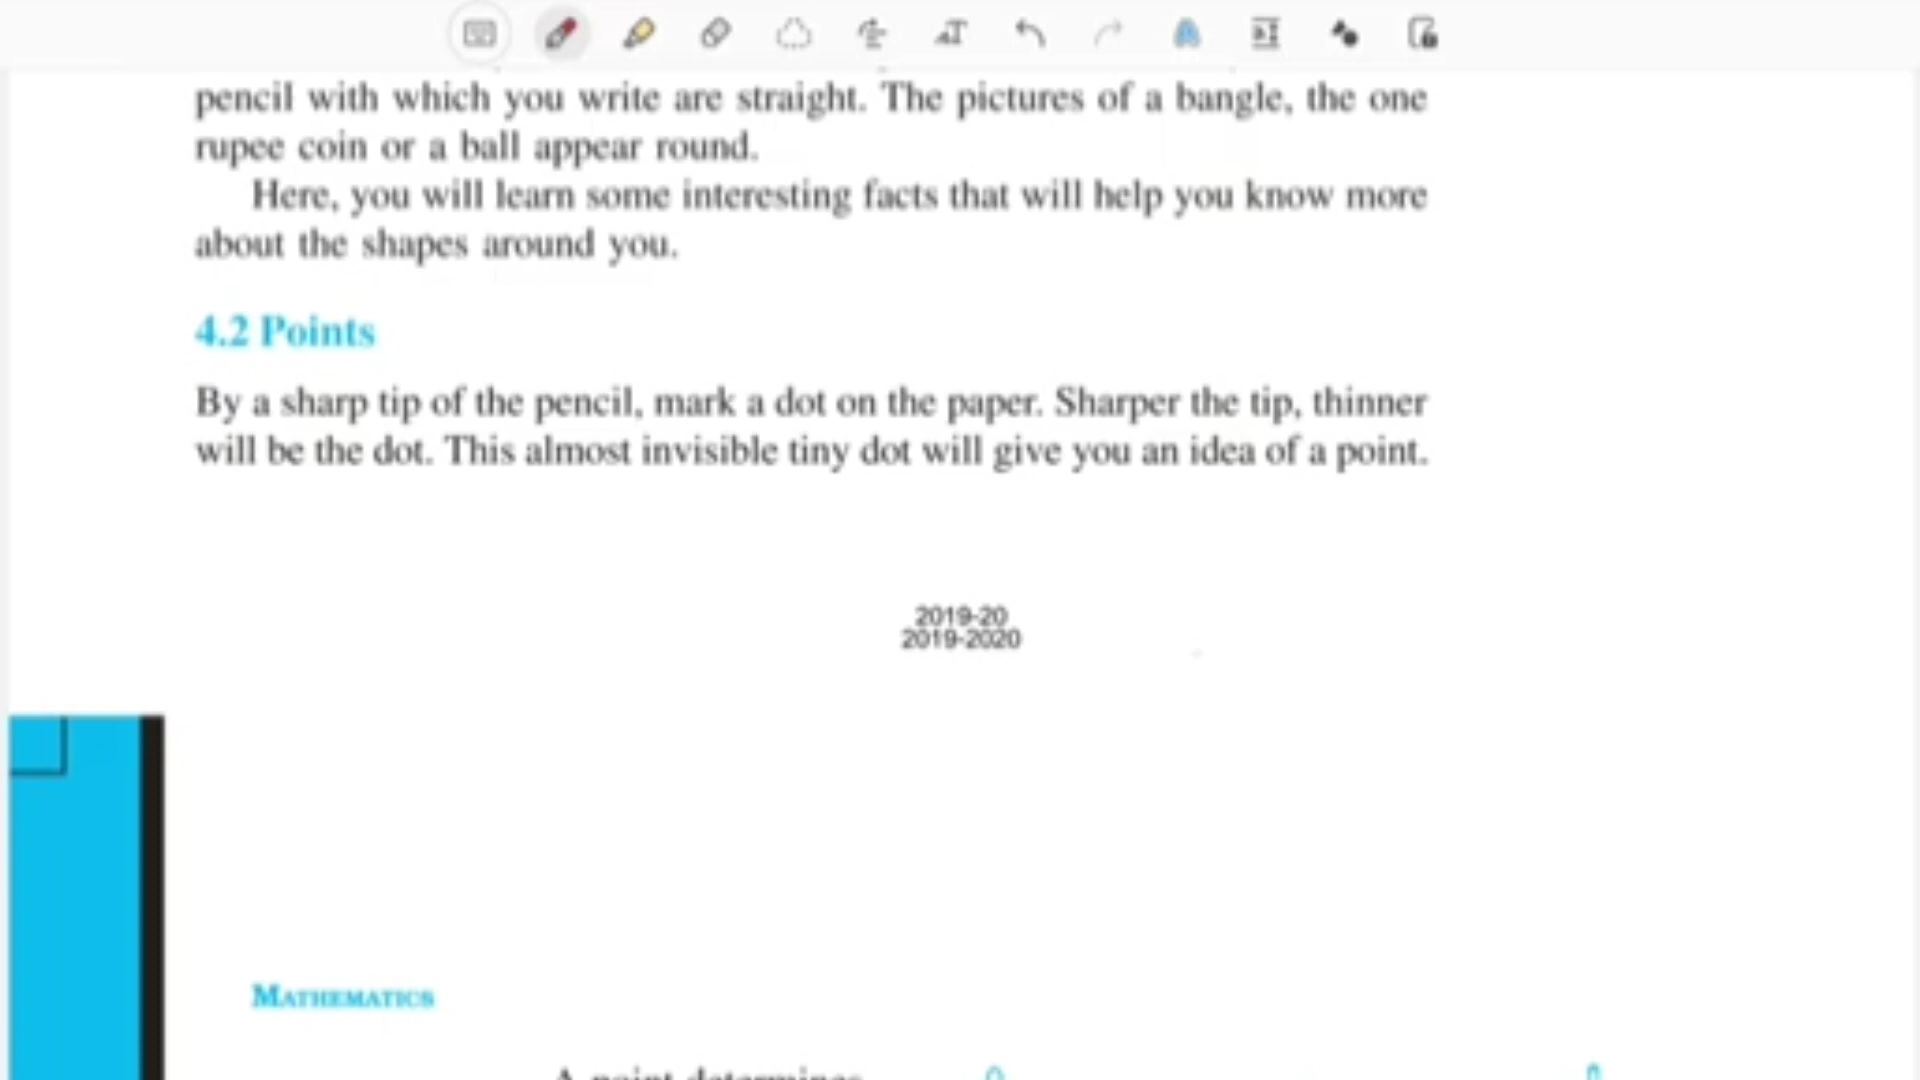 pencil with which you write are straight. The pictures of a bangle, the one
rupee coin or a ball appear round.
Here, you will learn some interesting facts that will help you know more
about the shapes around you.
4.2 Points
By a sharp tip of the pencil, mark a dot on the paper. Sharper the tip, thinner
will be the dot. This almost invisible tiny dot will give you an idea of a point.
2019-20
2019-2020
MATHEMATICS
A point determines